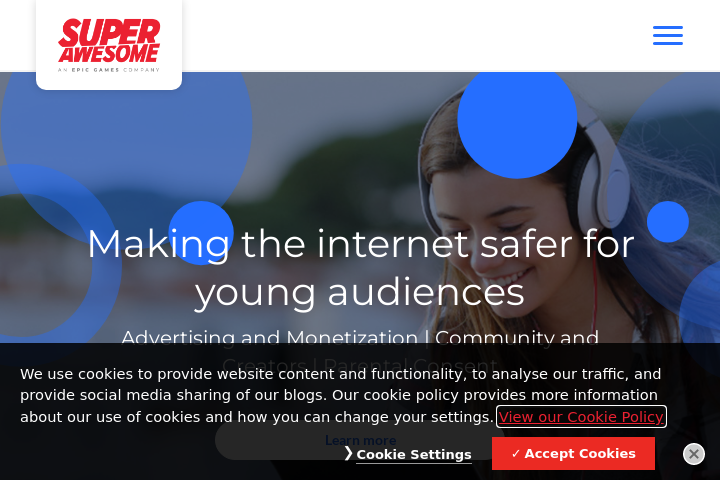 SUPER
AWESOME
AN EPIC GAMES COMPANY
Making the internet safer for
young audiences
Advertising and Monetization | Community and
Creators | Parental Consent
We use cookies to provide website content and functionality, to analyse our traffic, and
provide social media sharing of our blogs. Our cookie policy provides more information
about our use of cookies and how you can change your settings. View our Cookie Policy
Learn more
❯ Cookie Settings
✓ Accept Cookies